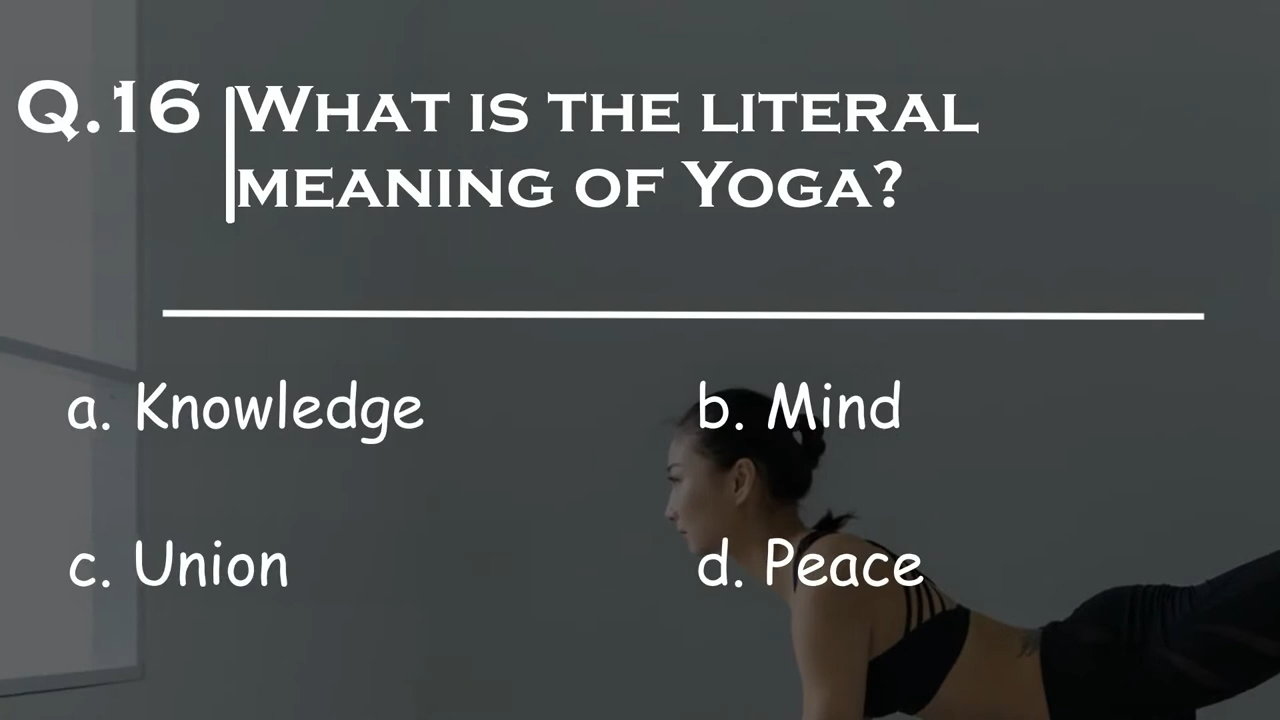 Q.16 WHAT IS THE LITERAL
MEANING OF YOGA?
a. Knowledge
b. Mind
c. Union
d. Peace